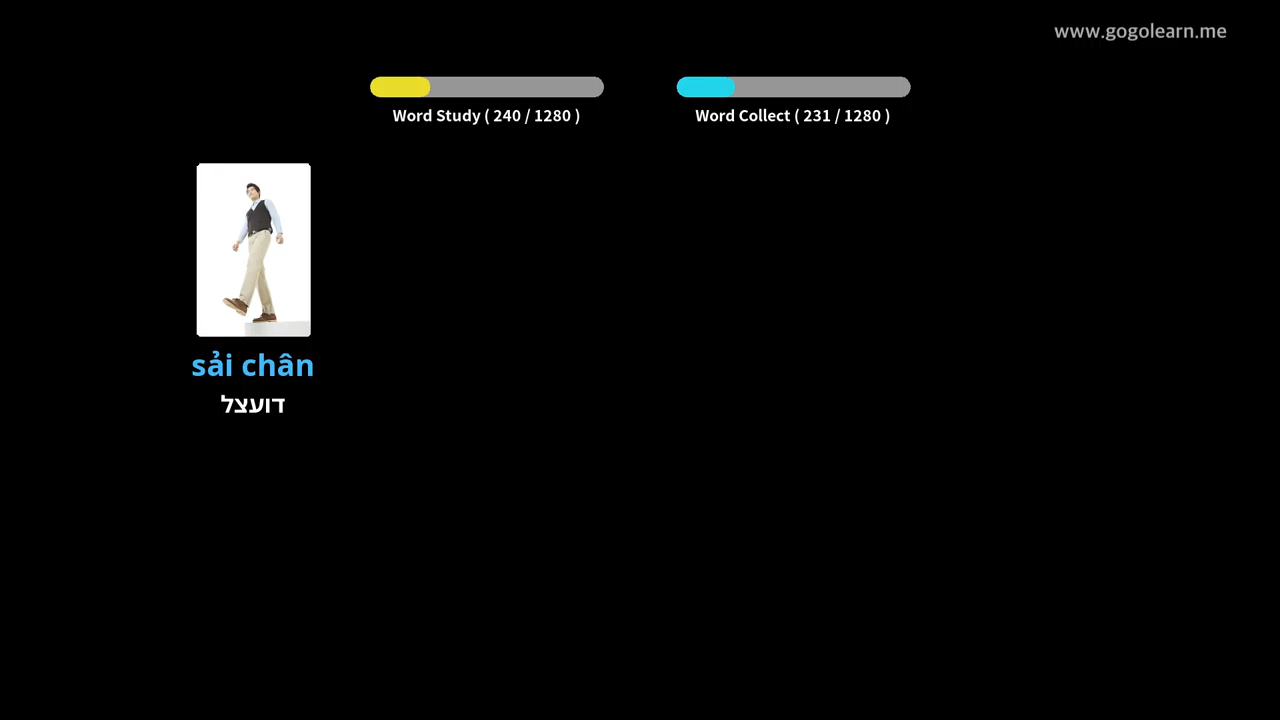 www.gogolearn.me
Word Study ( 240 / 1280 )
Word Collect ( 231 / 1280 )
sải chân
דועצל